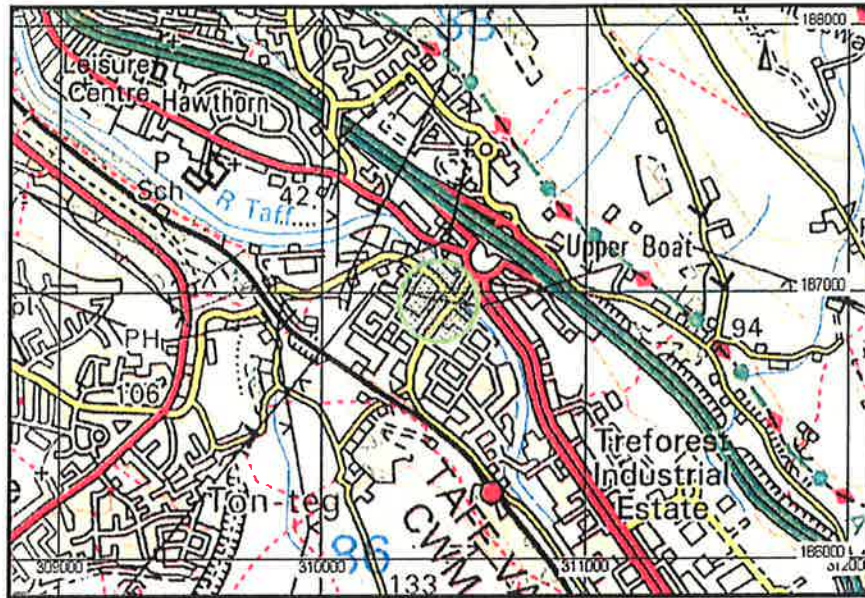 188000
Leisure
Centre
Hawthorn
P
Sch
42
R Taff
Upper Boat
187000
PH
94
106
Treforest
Industrial
Estate
Ton-teg
TAFF
CWM
86
133
186000
309000
310000
311000